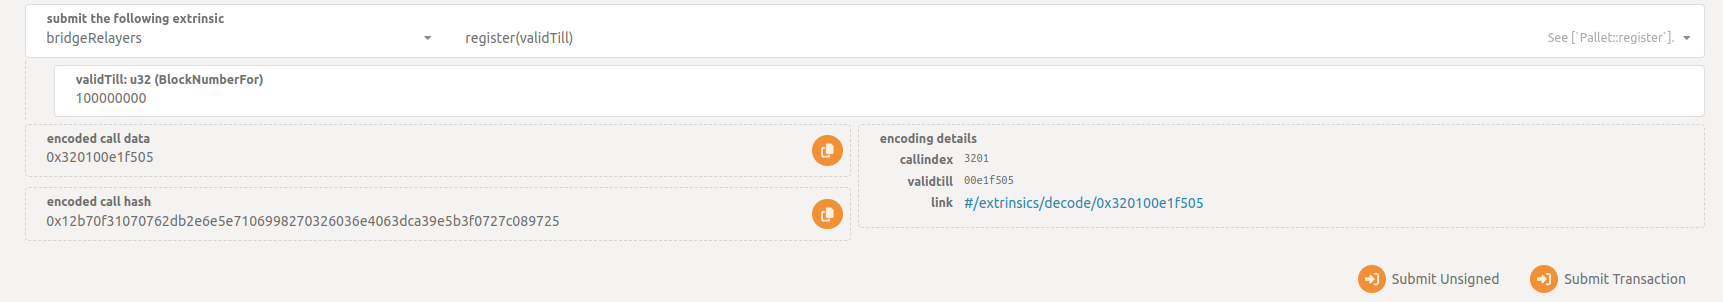 submit the following extrinsic
bridgeRelayers
register(validTill)
See [`Pallet::register`].
validTill: u32 (BlockNumberFor)
100000000
encoded call data
0x320100e1f505
encoded call hash
0x12b70f31070762db2e6e5e7106998270326036e4063dca39e5b3f0727c089725
encoding details
callindex 3201
validtill 00e1f505
link #/extrinsics/decode/0x320100e1f505
Submit Unsigned
Submit Transaction